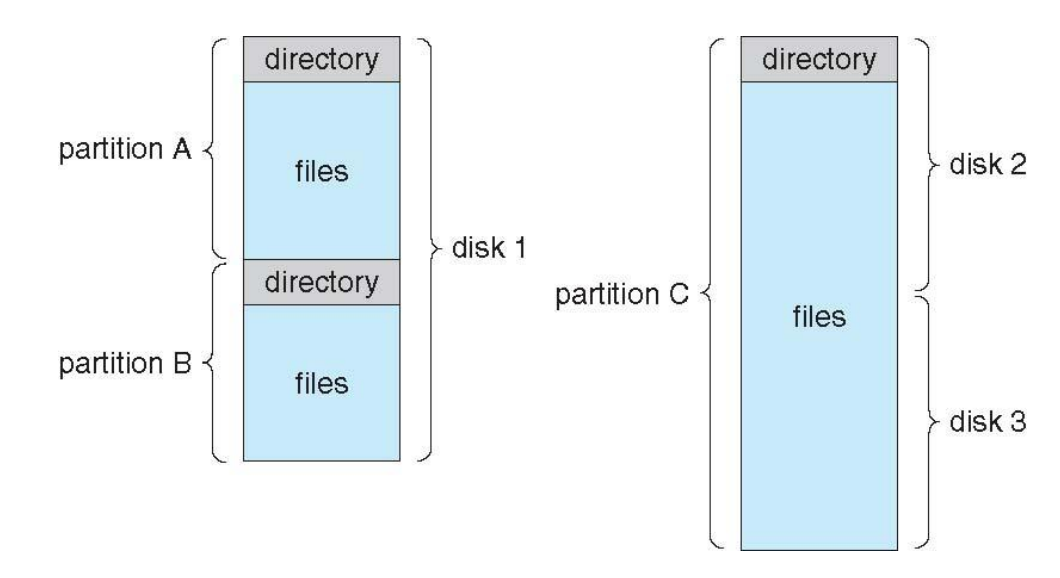 directory
partition A
files
disk 1
directory
partition B
files
directory
disk 2
partition C
files
disk 3